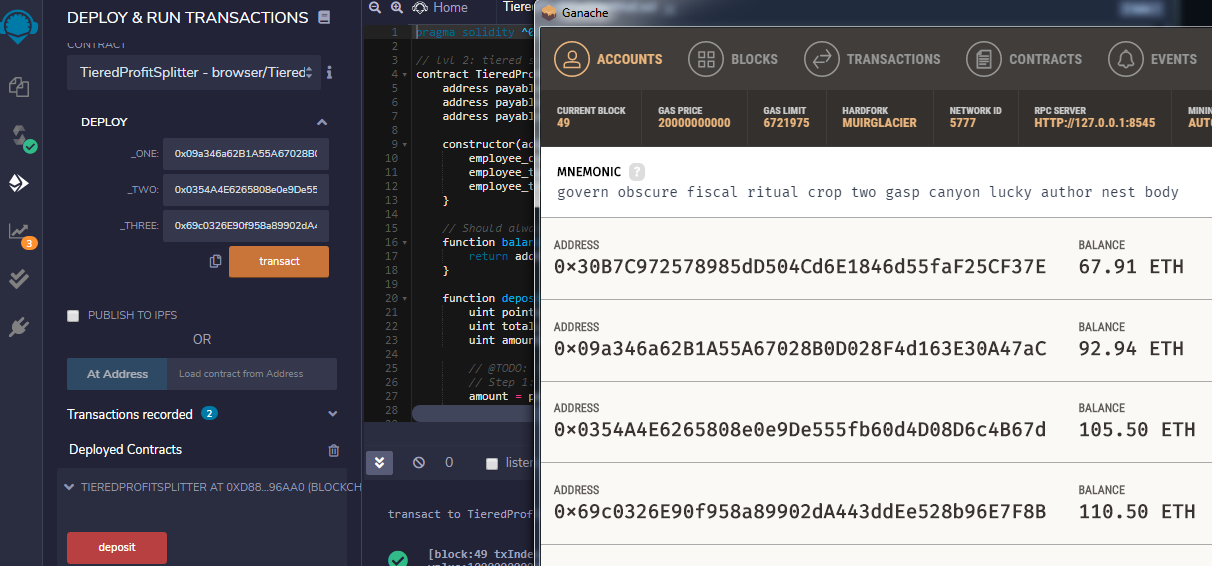 DEPLOY & RUN TRANSACTIONS
CONTRACT
TieredProfitSplitter - browser/Tiered
i
DEPLOY
_ONE: 0x09a346a62B1A55A67028B0
_TWO: 0x0354A4E6265808e0e9De55
_THREE: 0x69c0326E90f958a89902dA4
transact
PUBLISH TO IPFS
OR
At Address Load contract from Address
Transactions recorded 2
Deployed Contracts
TIEREDPROFITSPLITTER AT 0XD88...96AA0 (BLOCKCH
deposit
3
Home Tiered
1 pragma solidity ^0
2
3 // lvl 2: tiered s
4 contract TieredPro
5 address payabl
6 address payabl
7 address payabl
8
9 constructor(ad
10 employee_o
11 employee_t
12 employee_t
13 }
14
15 // Should alwa
16 function balan
17 return add
18 }
19
20 function depos
21 uint point
22 uint total
23 uint amoun
24
25 // @TODO:
26 // Step 1:
27 amount = p
28
0 listen
transact to TieredProf
[block:49 txInde
Ganache
ACCOUNTS BLOCKS TRANSACTIONS CONTRACTS EVENTS
CURRENT BLOCK GAS PRICE GAS LIMIT HARDFORK NETWORK ID RPC SERVER MININ
49 20000000000 6721975 MUIRGLACIER 5777 HTTP://127.0.0.1:8545 AUTO
MNEMONIC ?
govern obscure fiscal ritual crop two gasp canyon lucky author nest body
ADDRESS BALANCE
0×30B7C972578985dD504Cd6E1846d55faF25CF37E 67.91 ETH
ADDRESS BALANCE
0×09a346a62B1A55A67028B0D028F4d163E30A47aC 92.94 ETH
ADDRESS BALANCE
0×0354A4E6265808e0e9De555fb60d4D08D6c4B67d 105.50 ETH
ADDRESS BALANCE
0×69c0326E90f958a89902dA443ddEe528b96E7F8B 110.50 ETH